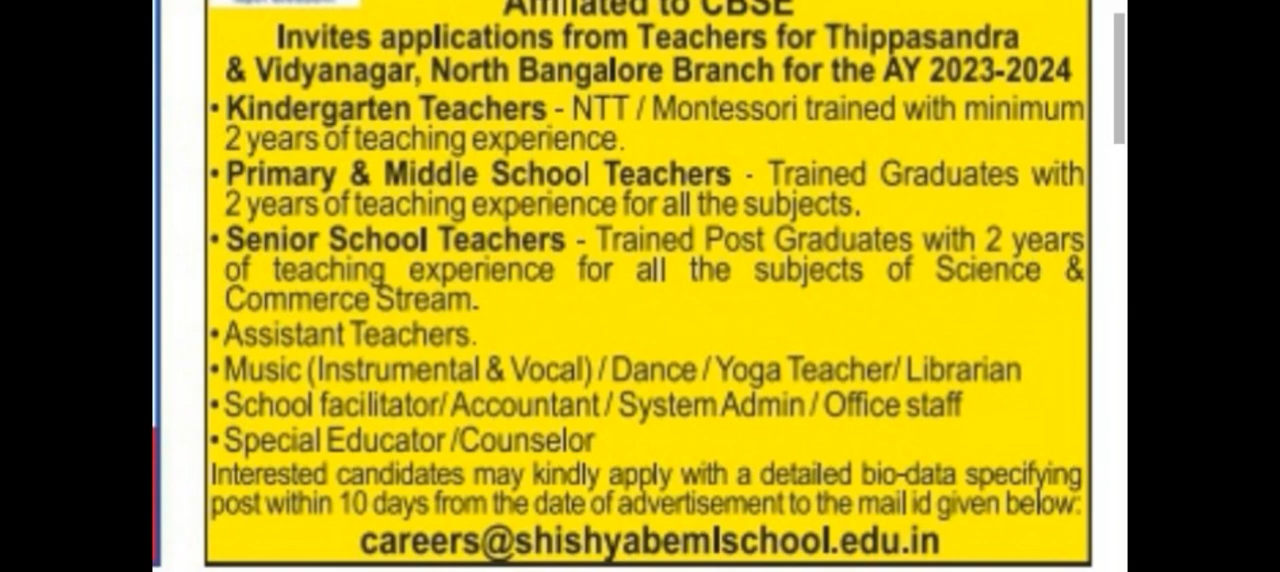 Affiliated to CBSE
Invites applications from Teachers for Thippasandra
& Vidyanagar, North Bangalore Branch for the AY 2023-2024
• Kindergarten Teachers - NTT / Montessori trained with minimum
2 years of teaching experience.
• Primary & Middle School Teachers - Trained Graduates with
2 years of teaching experience for all the subjects.
• Senior School Teachers - Trained Post Graduates with 2 years
of teaching experience for all the subjects of Science &
Commerce Stream.
• Assistant Teachers.
• Music (Instrumental & Vocal) / Dance / Yoga Teacher/ Librarian
• School facilitator/ Accountant / System Admin / Office staff
• Special Educator /Counselor
Interested candidates may kindly apply with a detailed bio-data specifying
post within 10 days from the date of advertisement to the mail id given below:
careers@shishyabemlschool.edu.in